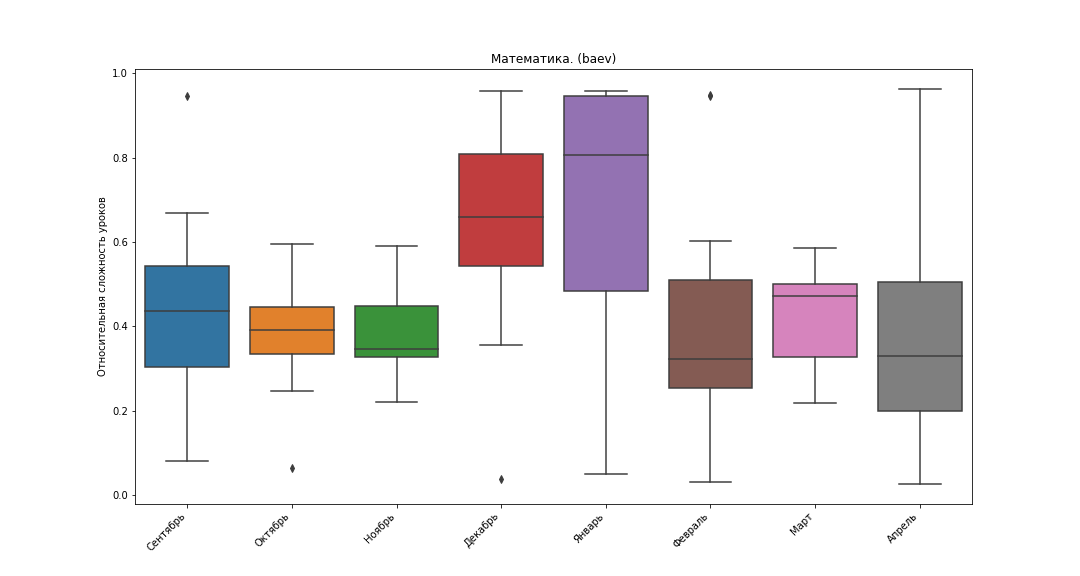 Математика. (baev)
Относительная сложность уроков
1.0
0.8
0.6
0.4
0.2
0.0
Сентябрь
Октябрь
Ноябрь
Декабрь
Январь
Февраль
Март
Апрель